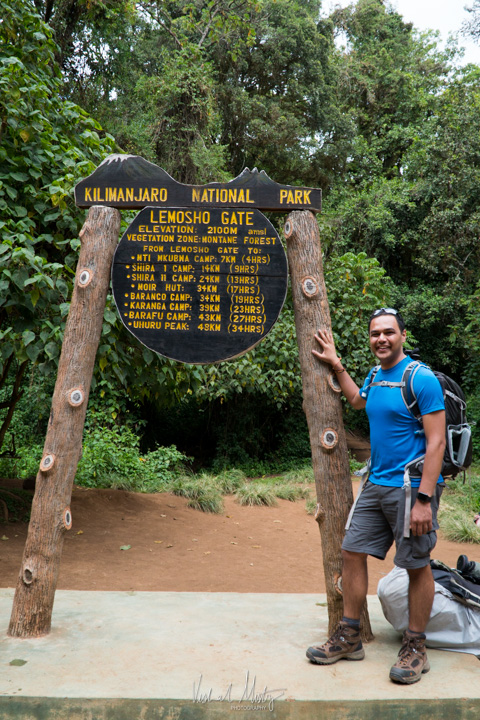 KILIMANJARO NATIONAL PARK
LEMOSHO GATE
ELEVATION: 2100M amsl
VEGETATION ZONE: MONTANE FOREST
FROM LEMOSHO GATE TO:
• MTI MKUBWA CAMP: 7KM (4HRS)
• SHIRA I CAMP: 14KM (9HRS)
• SHIRA II CAMP: 24KM (13HRS)
• MOIR HUT: 34KM (17HRS)
• BARANCO CAMP: 34KM (19HRS)
• KARANGA CAMP: 39KM (23HRS)
• BARAFU CAMP: 43KM (27HRS)
• UHURU PEAK: 48KM (34HRS)
PHOTOGRAPHY